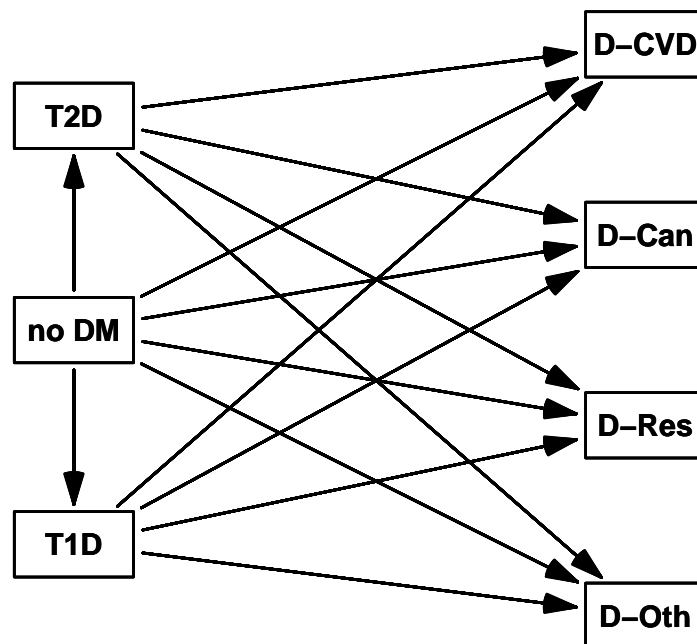 D–CVD
T2D
D–Can
no DM
D–Res
T1D
D–Oth